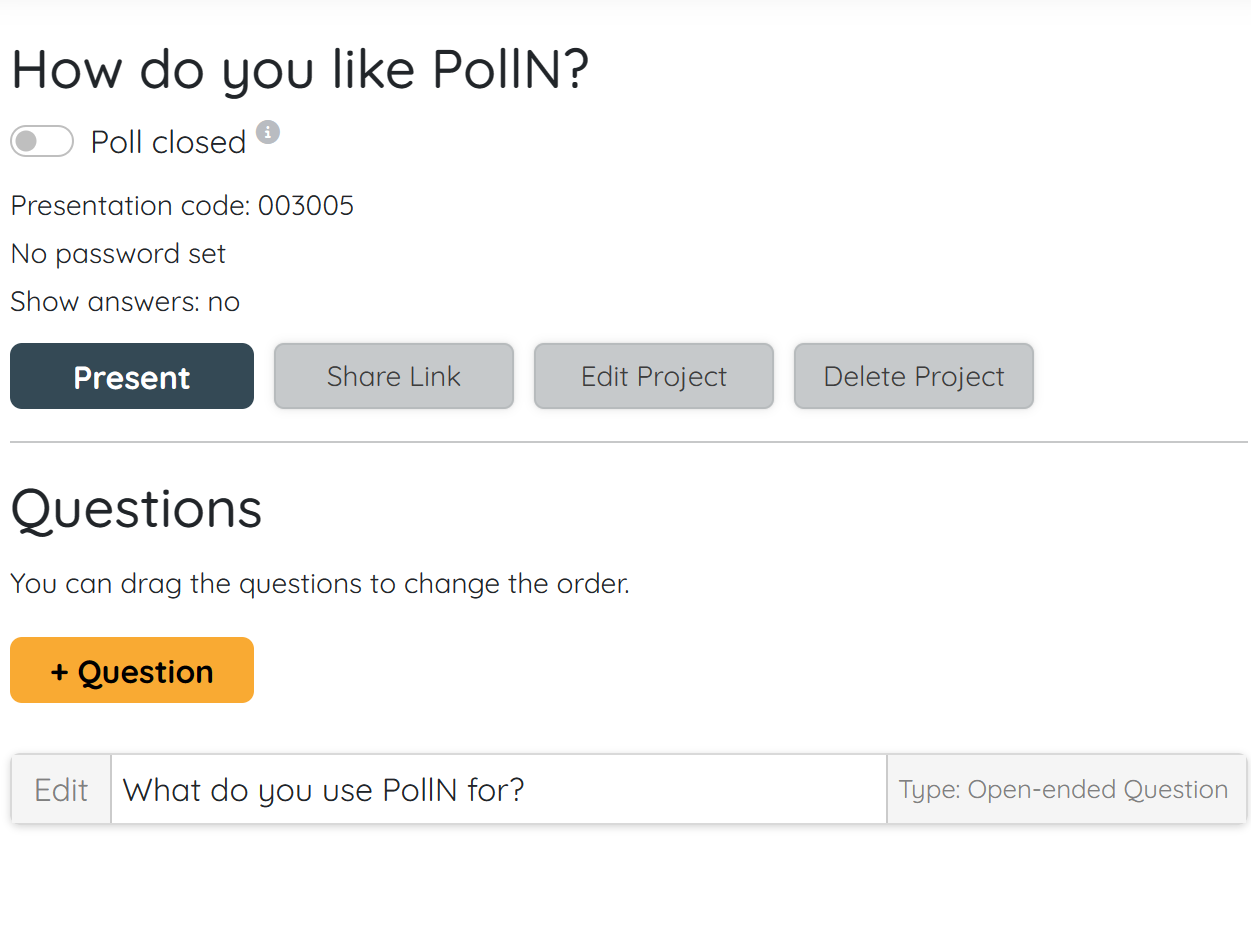 How do you like PollN?
Poll closed i
Presentation code: 003005
No password set
Show answers: no
Present Share Link Edit Project Delete Project
Questions
You can drag the questions to change the order.
+ Question
Edit What do you use PollN for? Type: Open-ended Question